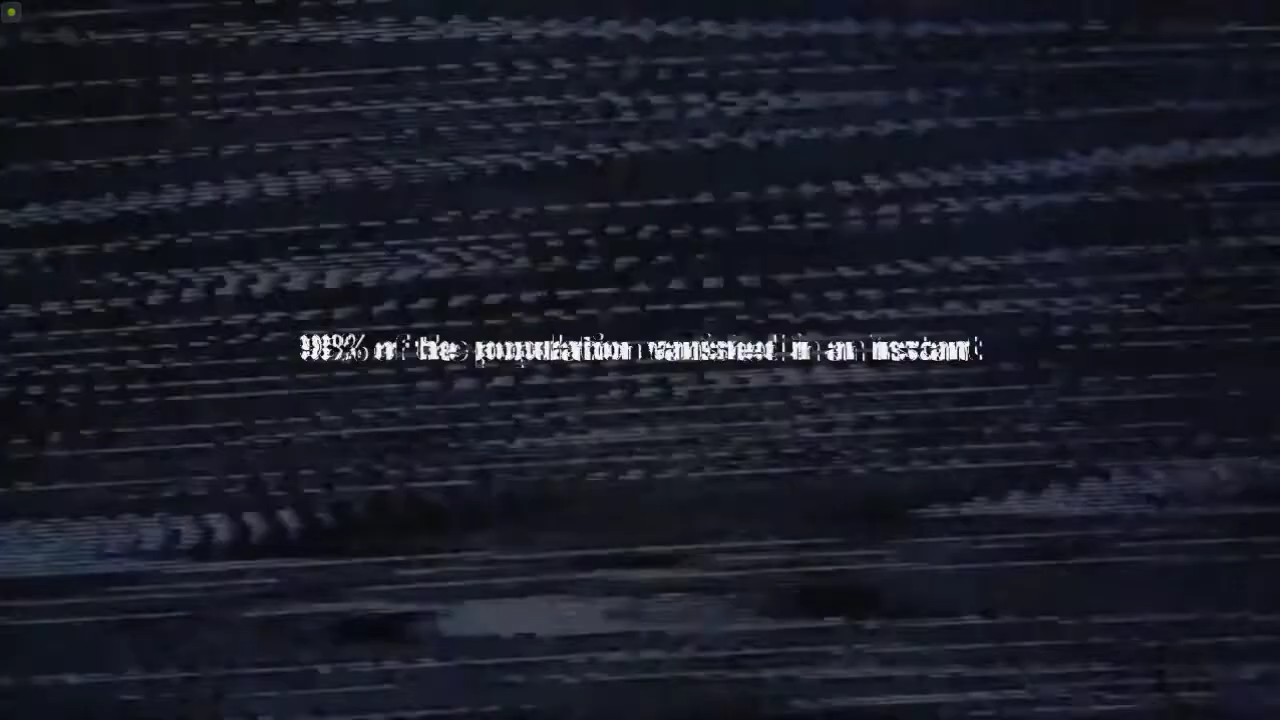 of the population vanished in an instant